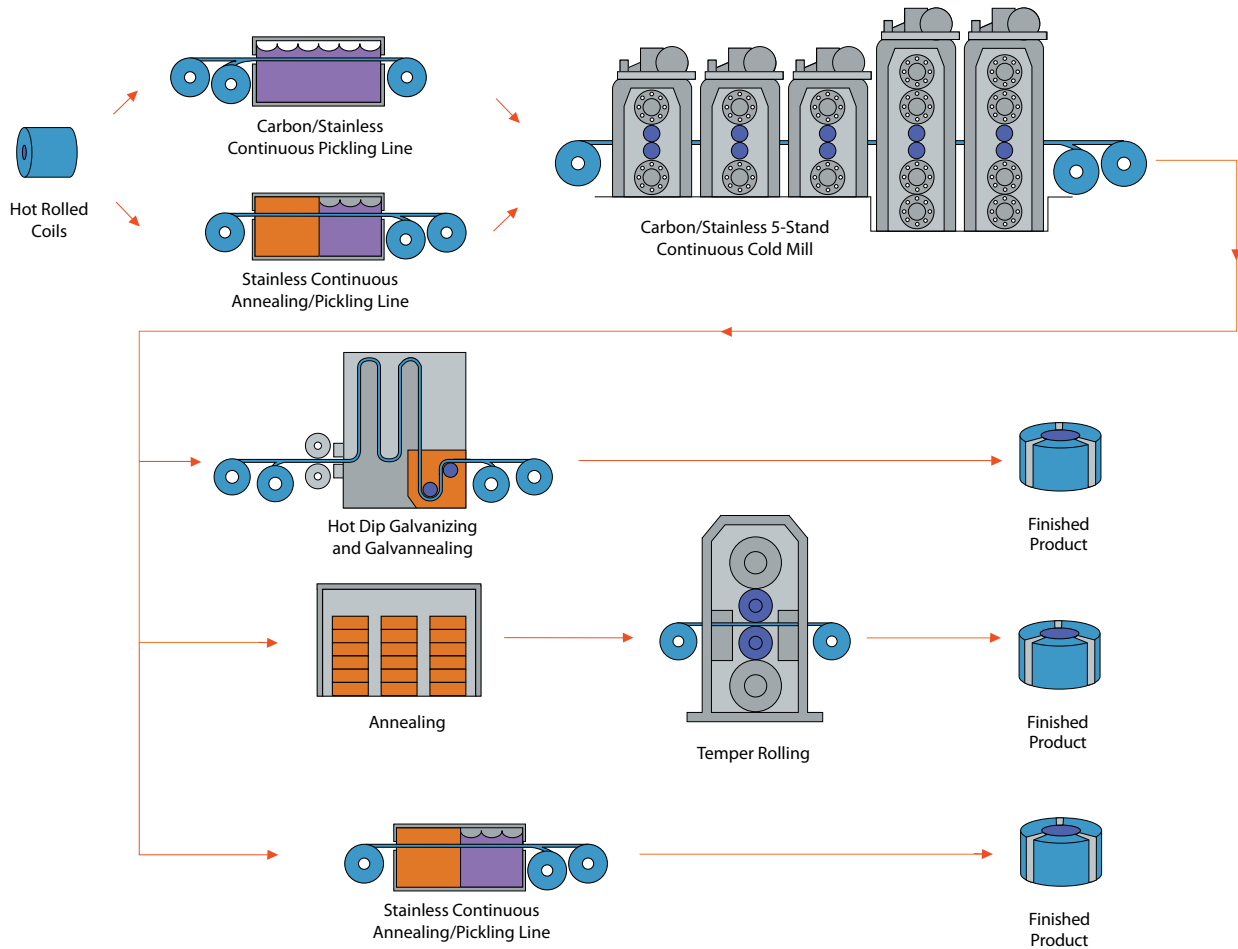 Carbon/Stainless
Continuous Pickling Line
Hot Rolled
Coils
Carbon/Stainless 5-Stand
Continuous Cold Mill
Stainless Continuous
Annealing/Pickling Line
Hot Dip Galvanizing
and Galvannealing
Finished
Product
Annealing
Temper Rolling
Finished
Product
Stainless Continuous
Annealing/Pickling Line
Finished
Product